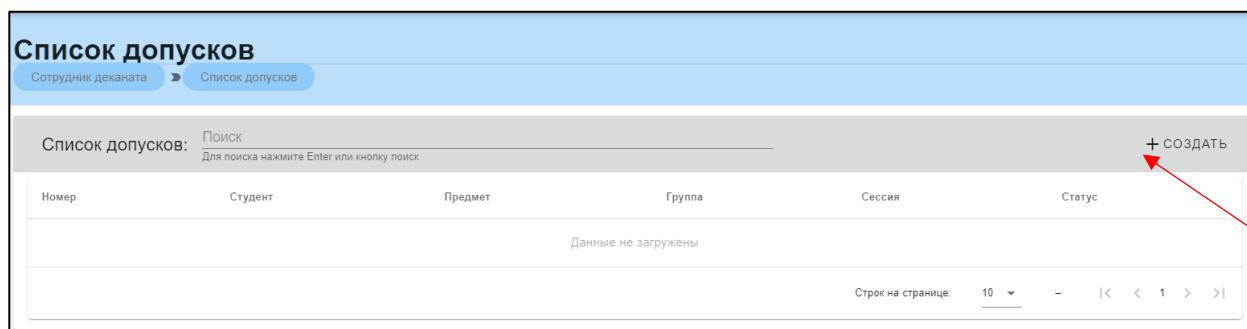 Список допусков
Сотрудник деканата Список допусков
Список допусков: Поиск + СОЗДАТЬ
Для поиска нажмите Enter или кнопку поиск
Номер Студент Предмет Группа Сессия Статус
Данные не загружены
Строк на странице: 10 – 1